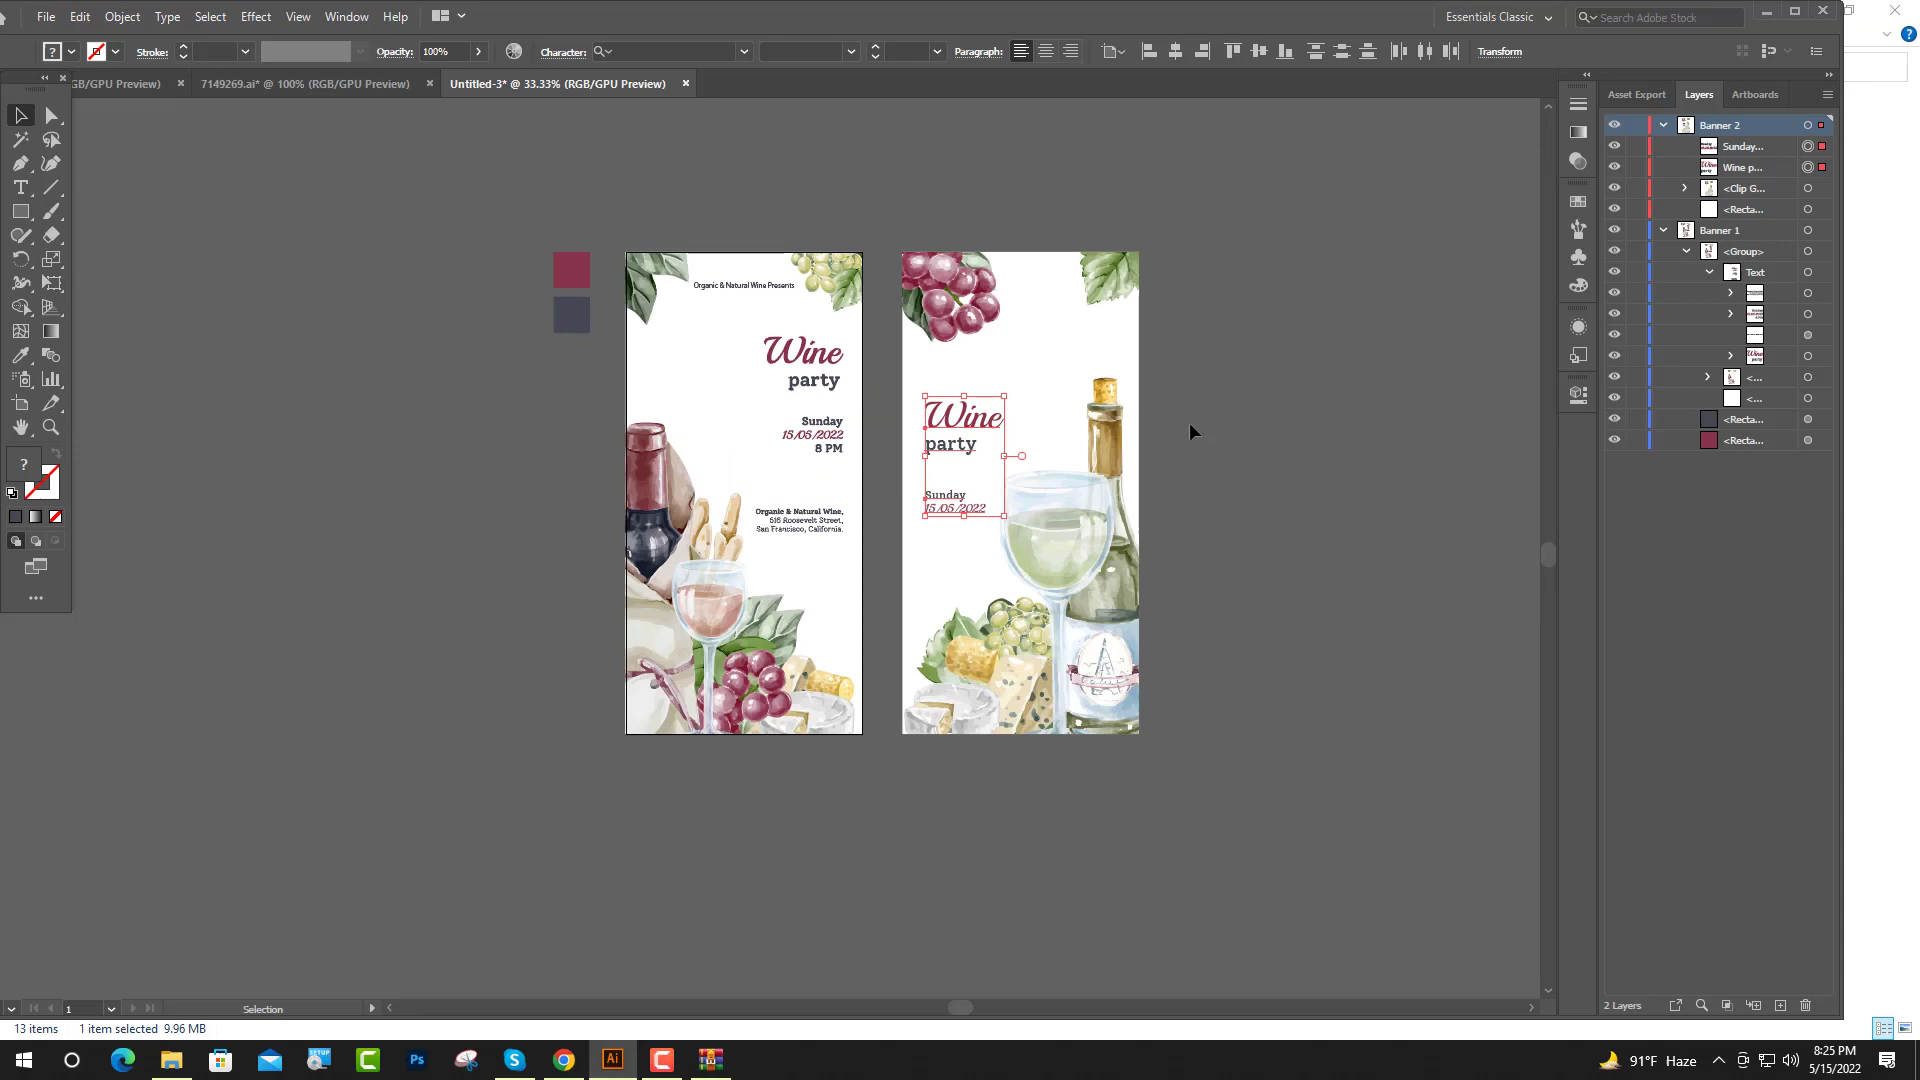 File Edit Object Type Select Effect View Window Help
Essentials Classic
Search Adobe Stock
Stroke:
Opacity: 100%
Character:
Paragraph:
Transform
GB/GPU Preview)
7149269.ai* @ 100% (RGB/GPU Preview)
Untitled-3* @ 33.33% (RGB/GPU Preview)
Asset Export
Layers
Artboards
Banner 2
Sunday...
Wine p...
<Clip G...
<Recta...
Banner 1
<Group>
Text
<...
<...
<Recta...
<Recta...
2 Layers
Organic & Natural Wine Presents
Wine
party
Sunday
15/05/2022
8 PM
Organic & Natural Wine,
516 Roosevelt Street,
San Francisco, California.
Wine
party
Sunday
15/05/2022
1
Selection
13 items 1 item selected 9.96 MB
SETUP
Ps
Ai
91°F Haze
8:25 PM
5/15/2022